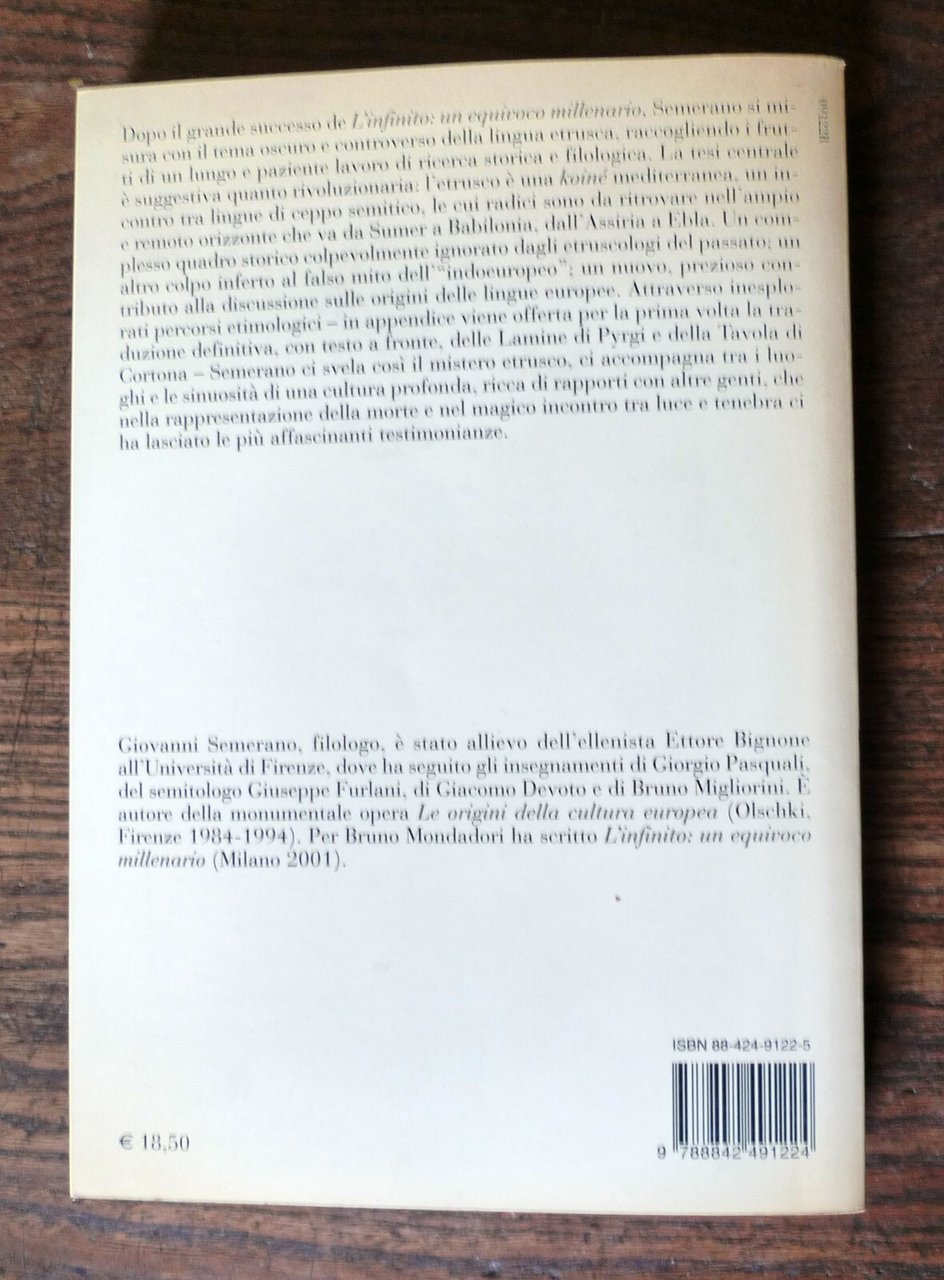 Dopo il grande successo de L'infinito: un equivoco millenario, Semerano si mi-
sura con il tema oscuro e controverso della lingua etrusca, raccogliendo i frut-
ti di un lungo e paziente lavoro di ricerca storica e filologica. La tesi centrale
è suggestiva quanto rivoluzionaria: l'etrusco è una koiné mediterranea, un in-
contro tra lingue di ceppo semitico, le cui radici sono da ritrovare nell'ampio
e remoto orizzonte che va da Sumer a Babilonia, dall'Assiria a Ebla. Un com-
plesso quadro storico colpevolmente ignorato dagli etruscologi del passato; un
altro colpo inferto al falso mito dell'"indoeuropeo"; un nuovo, prezioso con-
tributo alla discussione sulle origini delle lingue europee. Attraverso inesplo-
rati percorsi etimologici – in appendice viene offerta per la prima volta la tra-
duzione definitiva, con testo a fronte, delle Lamine di Pyrgi e della Tavola di
Cortona – Semerano ci svela così il mistero etrusco, ci accompagna tra i luo-
ghi e le sinuosità di una cultura profonda, ricca di rapporti con altre genti, che
nella rappresentazione della morte e nel magico incontro tra luce e tenebra ci
ha lasciato le più affascinanti testimonianze.
Giovanni Semerano, filologo, è stato allievo dell'ellenista Ettore Bignone
all'Università di Firenze, dove ha seguito gli insegnamenti di Giorgio Pasquali,
del semitologo Giuseppe Furlani, di Giacomo Devoto e di Bruno Migliorini. È
autore della monumentale opera Le origini della cultura europea (Olschki,
Firenze 1984-1994). Per Bruno Mondadori ha scritto L'infinito: un equivoco
millenario (Milano 2001).
ISBN 88-424-9122-5
9 788842 491224
€ 18,50